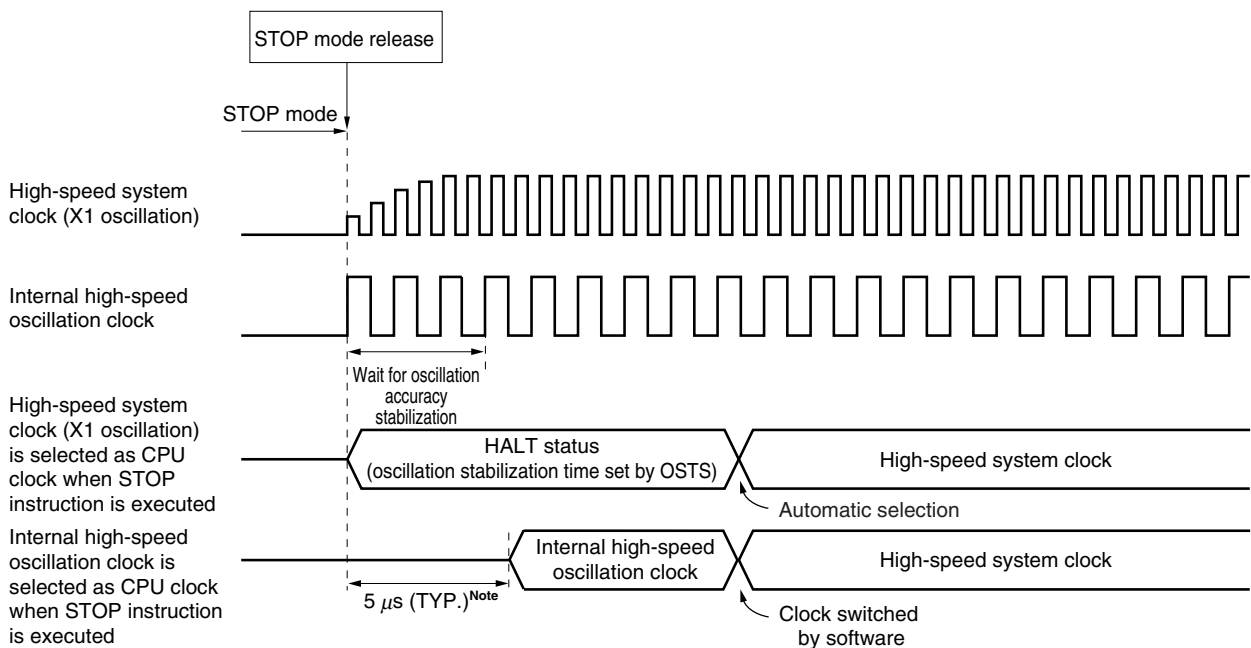 STOP mode release
STOP mode
High-speed system
clock (X1 oscillation)
Internal high-speed
oscillation clock
Wait for oscillation
accuracy
stabilization
High-speed system
clock (X1 oscillation)
is selected as CPU
clock when STOP
instruction is executed
HALT status
(oscillation stabilization time set by OSTS)
High-speed system clock
Automatic selection
Internal high-speed
oscillation clock is
selected as CPU clock
when STOP instruction
is executed
Internal high-speed
oscillation clock
High-speed system clock
5 μs (TYP.)Note
Clock switched
by software